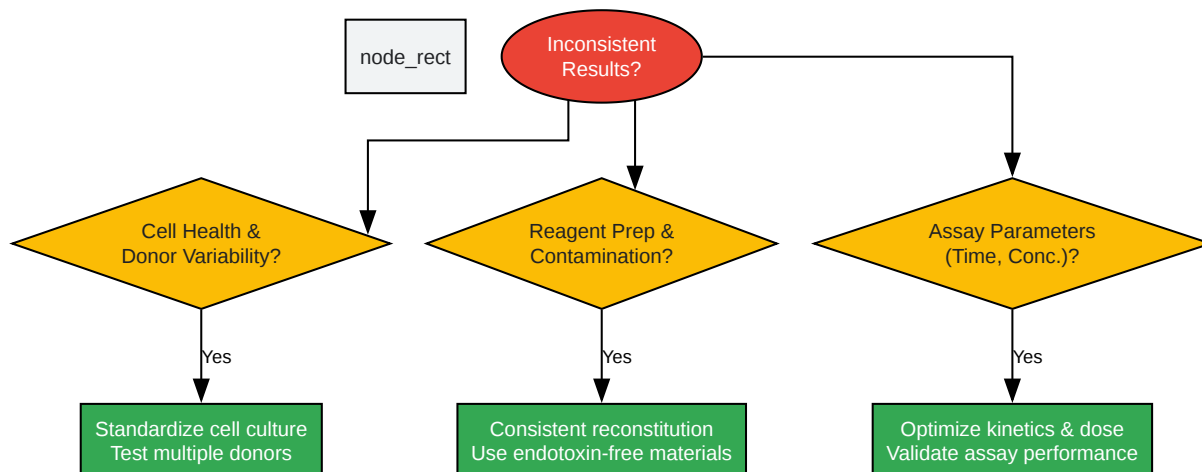 node_rect
Inconsistent
Results?
Cell Health &
Donor Variability?
Reagent Prep &
Contamination?
Assay Parameters
(Time, Conc.)?
Yes
Yes
Yes
Standardize cell culture
Test multiple donors
Consistent reconstitution
Use endotoxin-free materials
Optimize kinetics & dose
Validate assay performance